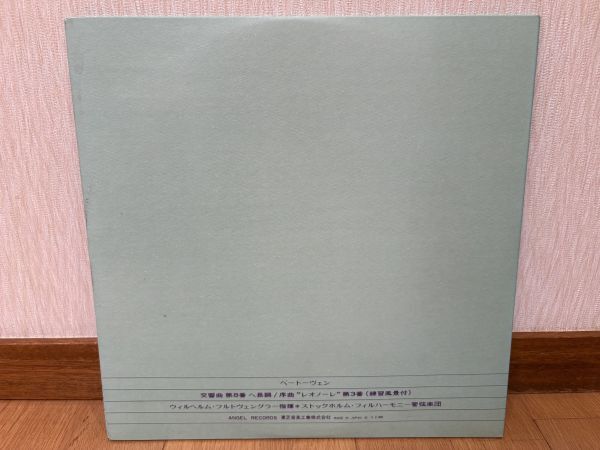 ベートーヴェン
交響曲 第8番 ヘ長調/序曲“レオノーレ”第3番(練習風景付)
ウィルヘルム・フルトヴェングラー指揮＊ストックホルム・フィルハーモニー管弦楽団
ANGEL RECORDS 東芝音楽工業株式会社 MADE IN JAPAN